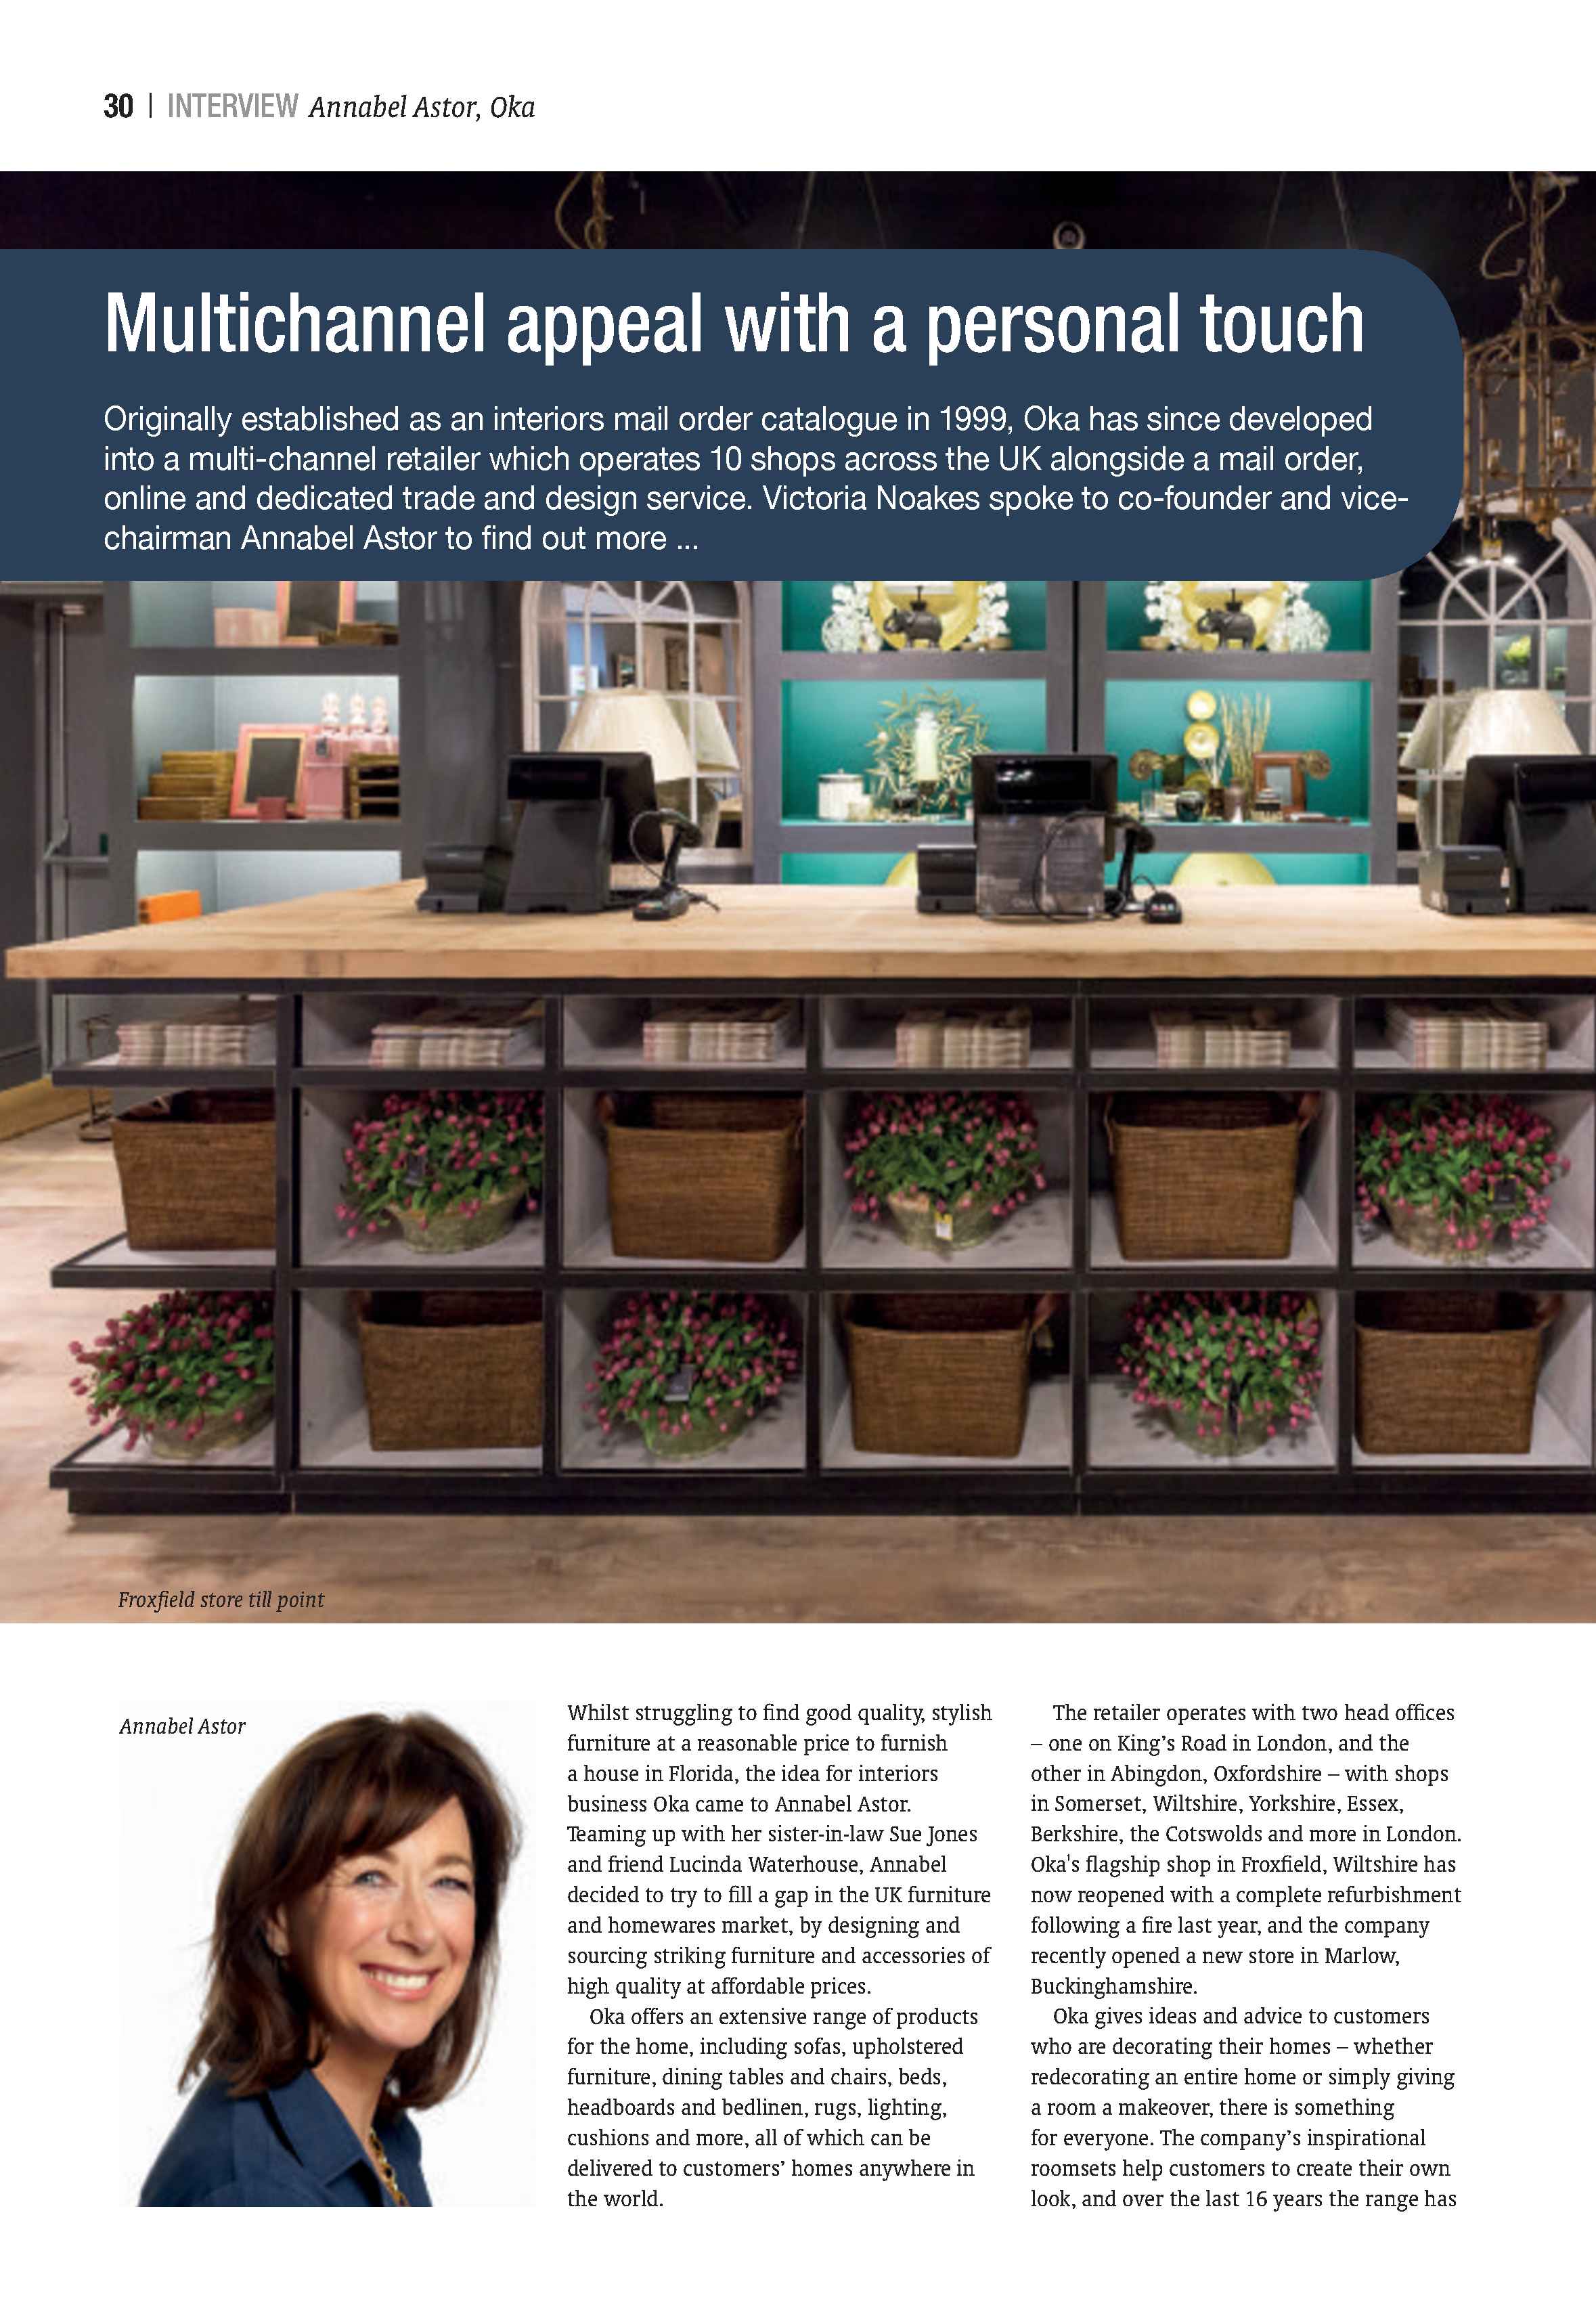 30 | INTERVIEW Annabel Astor, Oka
Multichannel appeal with a personal touch
Originally established as an interiors mail order catalogue in 1999, Oka has since developed
into a multi-channel retailer which operates 10 shops across the UK alongside a mail order,
online and dedicated trade and design service. Victoria Noakes spoke to co-founder and vice-
chairman Annabel Astor to find out more ...
Froxfield store till point
Annabel Astor
Whilst struggling to find good quality, stylish
furniture at a reasonable price to furnish
a house in Florida, the idea for interiors
business Oka came to Annabel Astor.
Teaming up with her sister-in-law Sue Jones
and friend Lucinda Waterhouse, Annabel
decided to try to fill a gap in the UK furniture
and homewares market, by designing and
sourcing striking furniture and accessories of
high quality at affordable prices.
Oka offers an extensive range of products
for the home, including sofas, upholstered
furniture, dining tables and chairs, beds,
headboards and bedlinen, rugs, lighting,
cushions and more, all of which can be
delivered to customers’ homes anywhere in
the world.
The retailer operates with two head offices
– one on King’s Road in London, and the
other in Abingdon, Oxfordshire – with shops
in Somerset, Wiltshire, Yorkshire, Essex,
Berkshire, the Cotswolds and more in London.
Oka's flagship shop in Froxfield, Wiltshire has
now reopened with a complete refurbishment
following a fire last year, and the company
recently opened a new store in Marlow,
Buckinghamshire.
Oka gives ideas and advice to customers
who are decorating their homes – whether
redecorating an entire home or simply giving
a room a makeover, there is something
for everyone. The company’s inspirational
roomsets help customers to create their own
look, and over the last 16 years the range has